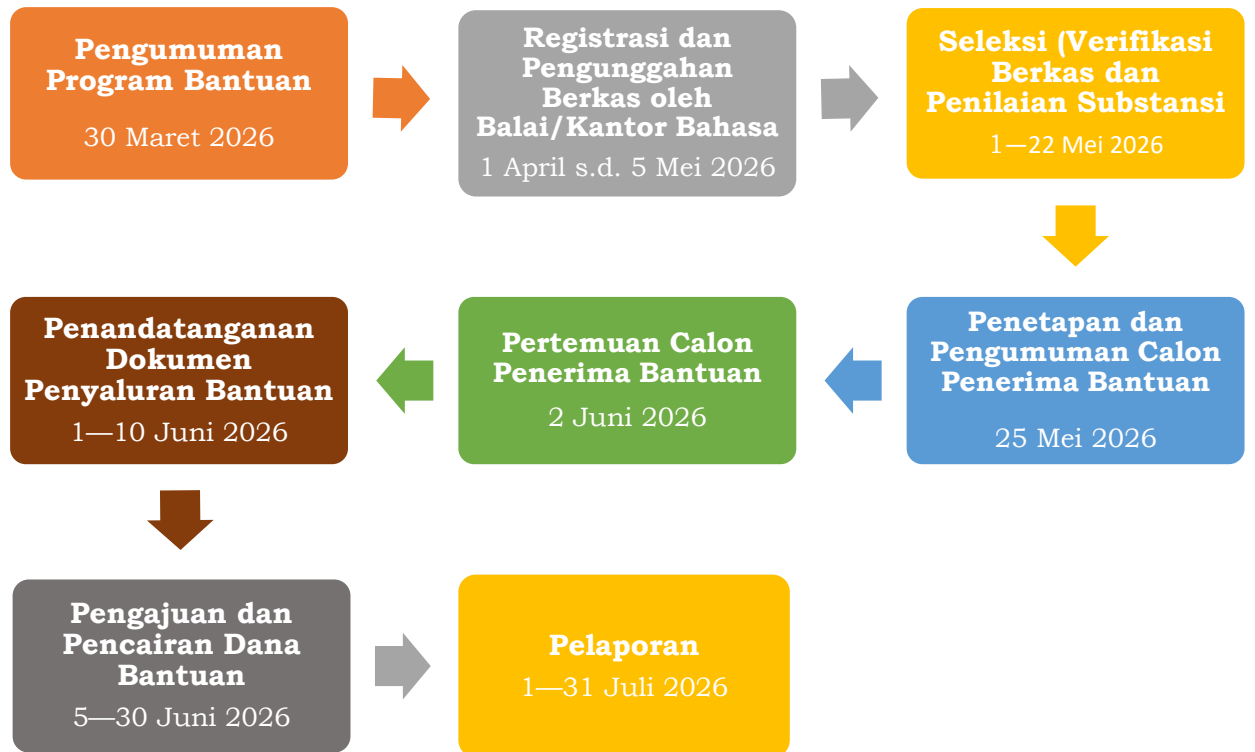 Pengumuman
Program Bantuan
30 Maret 2026
Registrasi dan
Pengunggahan
Berkas oleh
Balai/Kantor Bahasa
1 April s.d. 5 Mei 2026
Seleksi (Verifikasi
Berkas dan
Penilaian Substansi
1—22 Mei 2026
Penetapan dan
Pengumuman Calon
Penerima Bantuan
25 Mei 2026
Pertemuan Calon
Penerima Bantuan
2 Juni 2026
Penandatanganan
Dokumen
Penyaluran Bantuan
1—10 Juni 2026
Pengajuan dan
Pencairan Dana
Bantuan
5—30 Juni 2026
Pelaporan
1—31 Juli 2026